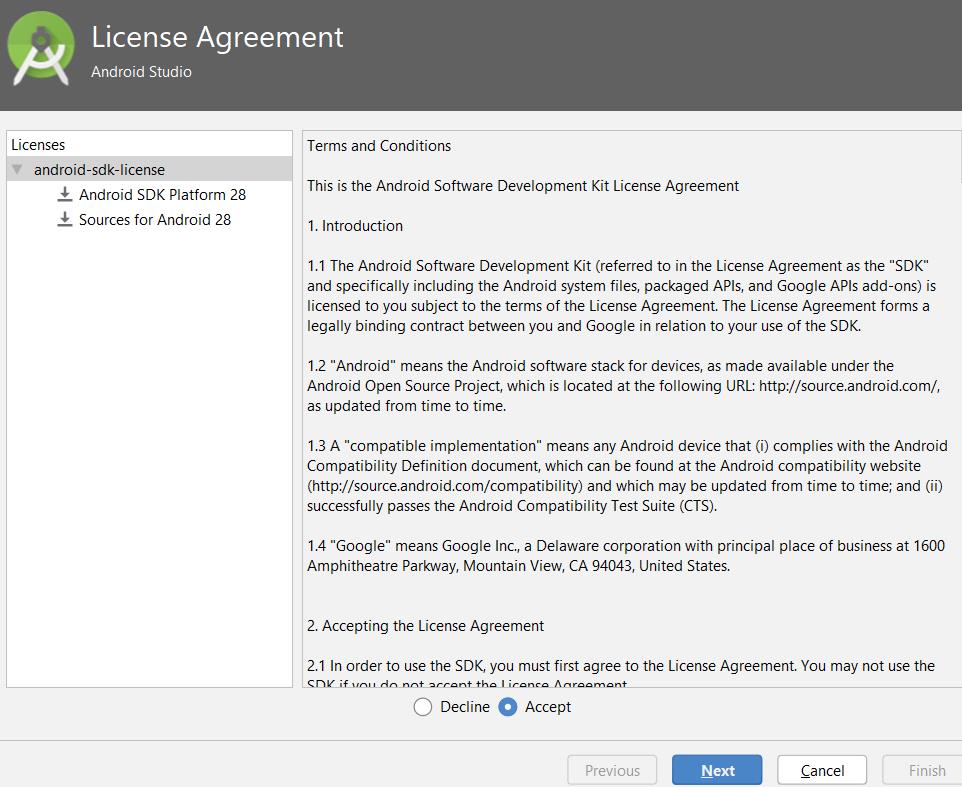 License Agreement
Android Studio
Licenses
android-sdk-license
Android SDK Platform 28
Sources for Android 28
Terms and Conditions
This is the Android Software Development Kit License Agreement
1. Introduction
1.1 The Android Software Development Kit (referred to in the License Agreement as the "SDK"
and specifically including the Android system files, packaged APIs, and Google APIs add-ons) is
licensed to you subject to the terms of the License Agreement. The License Agreement forms a
legally binding contract between you and Google in relation to your use of the SDK.
1.2 "Android" means the Android software stack for devices, as made available under the
Android Open Source Project, which is located at the following URL: http://source.android.com/,
as updated from time to time.
1.3 A "compatible implementation" means any Android device that (i) complies with the Android
Compatibility Definition document, which can be found at the Android compatibility website
(http://source.android.com/compatibility) and which may be updated from time to time; and (ii)
successfully passes the Android Compatibility Test Suite (CTS).
1.4 "Google" means Google Inc., a Delaware corporation with principal place of business at 1600
Amphitheatre Parkway, Mountain View, CA 94043, United States.
2. Accepting the License Agreement
2.1 In order to use the SDK, you must first agree to the License Agreement. You may not use the
SDK if you do not accept the License Agreement.
Decline Accept
Previous Next Cancel Finish